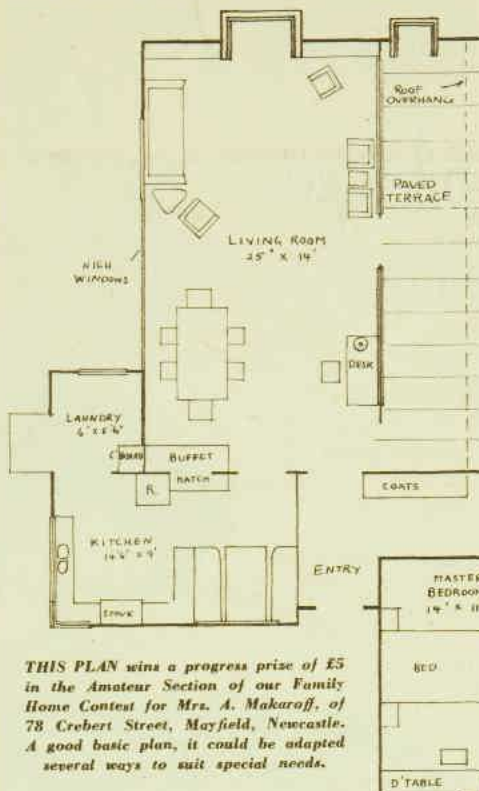 ROOF
OVERHANG
PAVED
TERRACE
LIVING ROOM
25' X 14'
HIGH
WINDOWS
DESK
LAUNDRY
C'BOARD
BUFFET
HATCH
R.
COATS
KITCHEN
14'6" X 9'
STOVE
ENTRY
MASTER
BEDROOM
14' X 11
BED
D'TABLE
THIS PLAN wins a progress prize of £5
in the Amateur Section of our Family
Home Contest for Mrs. A. Makaroff, of
78 Crebert Street, Mayfield, Newcastle.
A good basic plan, it could be adapted
several ways to suit special needs.